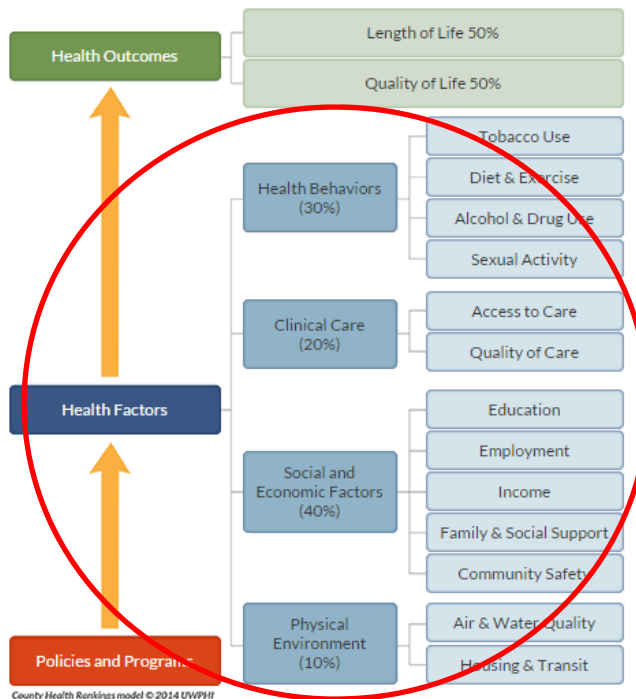 Health Outcomes
Length of Life 50%
Quality of Life 50%
Health Factors
Health Behaviors
(30%)
Tobacco Use
Diet & Exercise
Alcohol & Drug Use
Sexual Activity
Clinical Care
(20%)
Access to Care
Quality of Care
Social and
Economic Factors
(40%)
Education
Employment
Income
Family & Social Support
Community Safety
Physical
Environment
(10%)
Air & Water Quality
Housing & Transit
Policies and Programs
County Health Rankings model © 2014 UWPHI